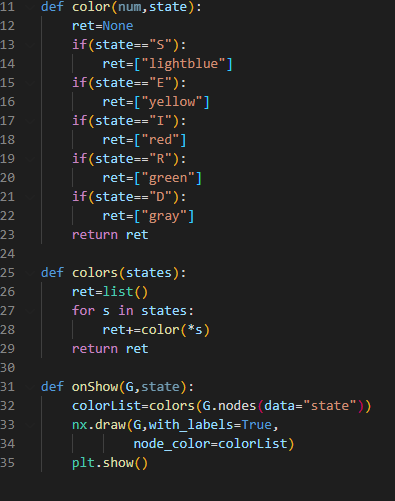 11 def color(num,state):
12     ret=None
13     if(state=="S"):
14         ret=["lightblue"]
15     if(state=="E"):
16         ret=["yellow"]
17     if(state=="I"):
18         ret=["red"]
19     if(state=="R"):
20         ret=["green"]
21     if(state=="D"):
22         ret=["gray"]
23     return ret
24
25 def colors(states):
26     ret=list()
27     for s in states:
28         ret+=color(*s)
29     return ret
30
31 def onShow(G,state):
32     colorList=colors(G.nodes(data="state"))
33     nx.draw(G,with_labels=True,
34             node_color=colorList)
35     plt.show()